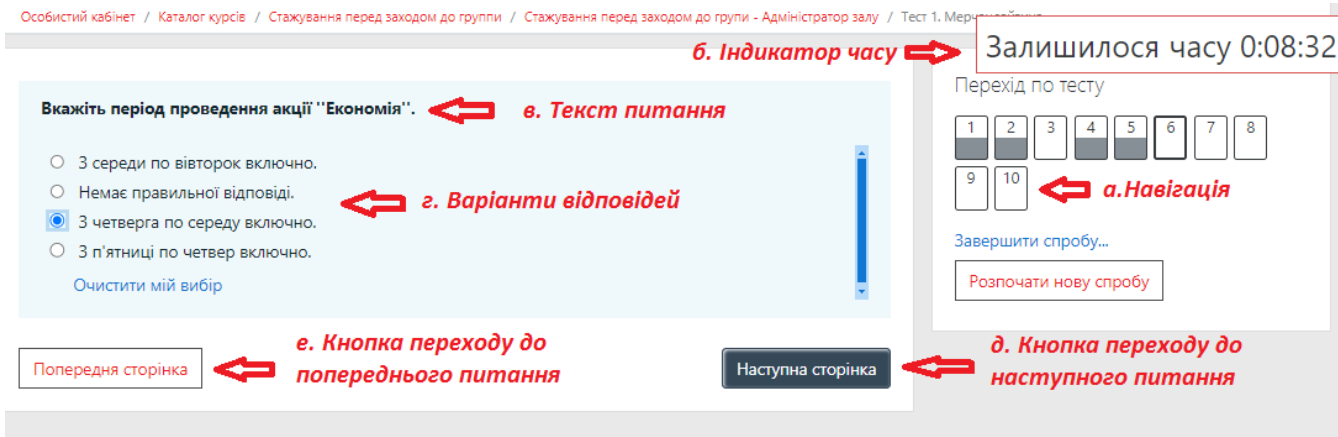 Особистий кабінет / Каталог курсів / Стажування перед заходом до группи / Стажування перед заходом до групи - Адміністратор залу / Тест 1.
б. Індикатор часу
Залишилося часу 0:08:32
Вкажіть період проведення акції ''Економія''.
в. Текст питання
З середи по вівторок включно.
Немає правильної відповіді.
З четверга по середу включно.
З п'ятниці по четвер включно.
Очистити мій вибір
г. Варіанти відповідей
Перехід по тесту
1 2 3 4 5 6 7 8
9 10
а.Навігація
Завершити спробу...
Розпочати нову спробу
Попередня сторінка
е. Кнопка переходу до
попереднього питання
Наступна сторінка
д. Кнопка переходу до
наступного питання